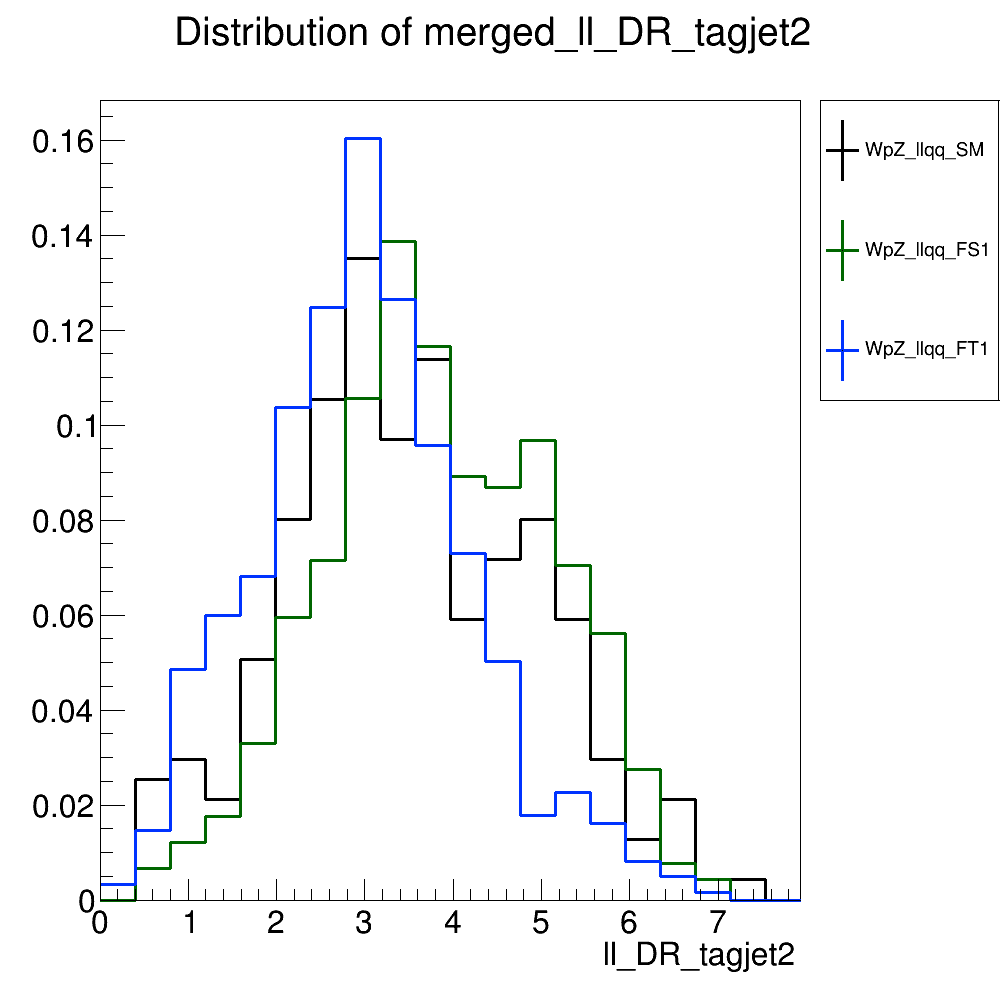 Distribution of merged_ll_DR_tagjet2
0.16
0.14
0.12
0.1
0.08
0.06
0.04
0.02
0
0 1 2 3 4 5 6 7
ll_DR_tagjet2
WpZ_llqq_SM
WpZ_llqq_FS1
WpZ_llqq_FT1